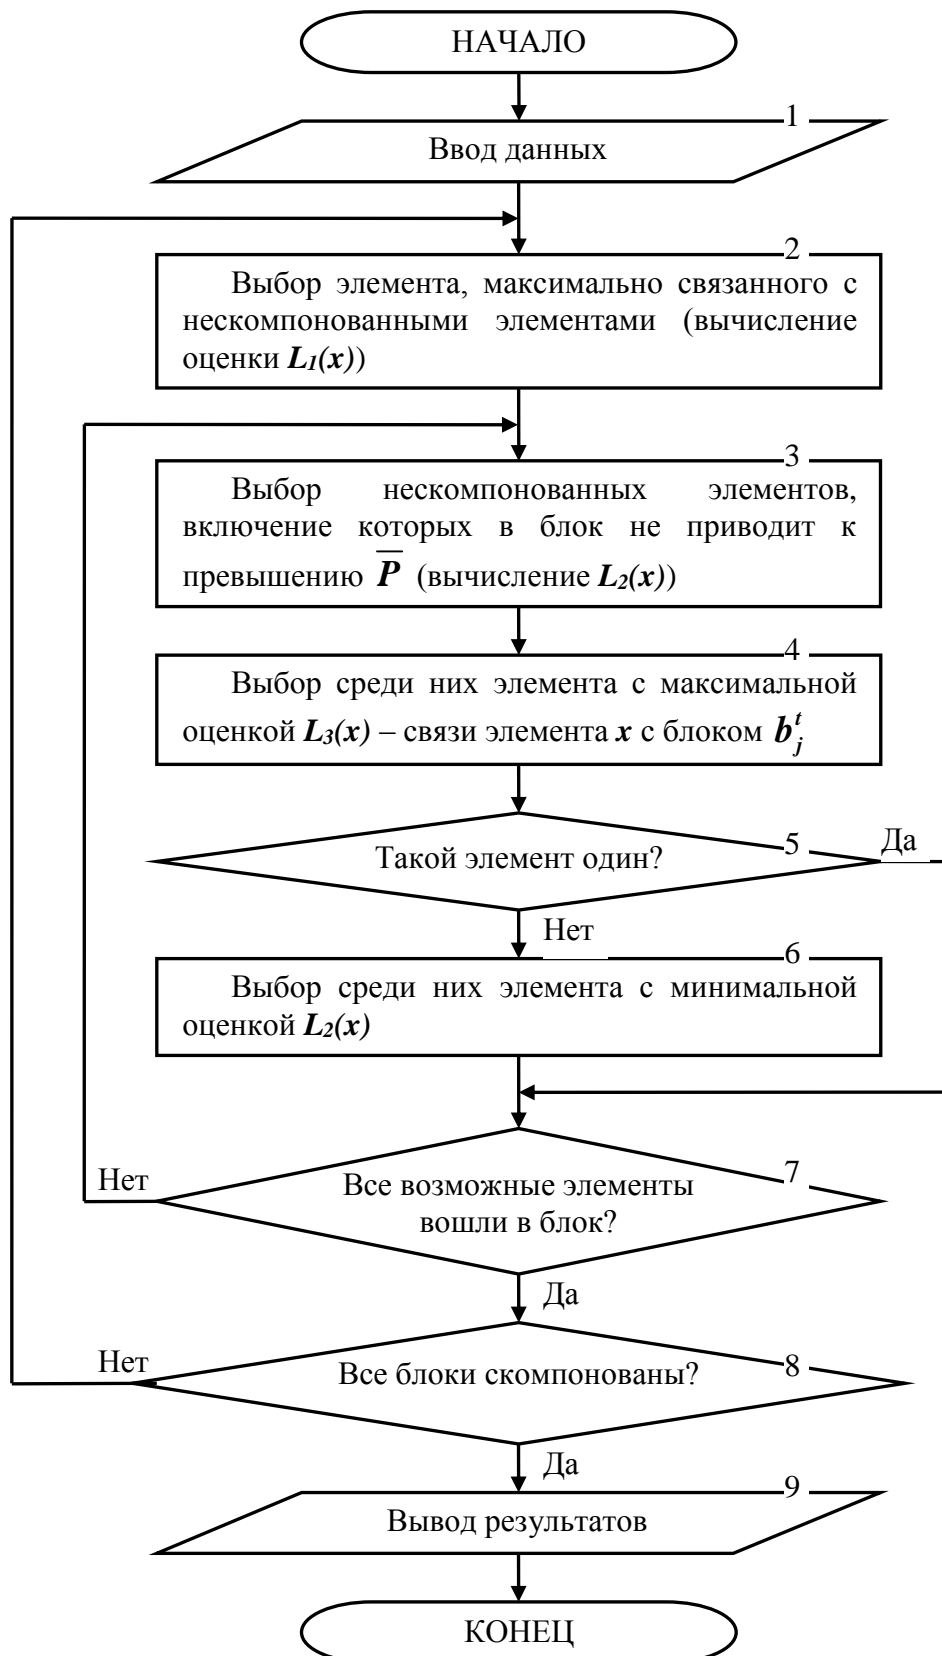 НАЧАЛО
1
Ввод данных
2
Выбор элемента, максимально связанного с
нескомпонованными элементами (вычисление
оценки L1(x))
3
Выбор нескомпонованных элементов,
включение которых в блок не приводит к
превышению P̅ (вычисление L2(x))
4
Выбор среди них элемента с максимальной
оценкой L3(x) – связи элемента x с блоком b_j^t
5
Такой элемент один?
Да
Нет
6
Выбор среди них элемента с минимальной
оценкой L2(x)
7
Нет
Все возможные элементы
вошли в блок?
Да
8
Нет
Все блоки скомпонованы?
Да
9
Вывод результатов
КОНЕЦ